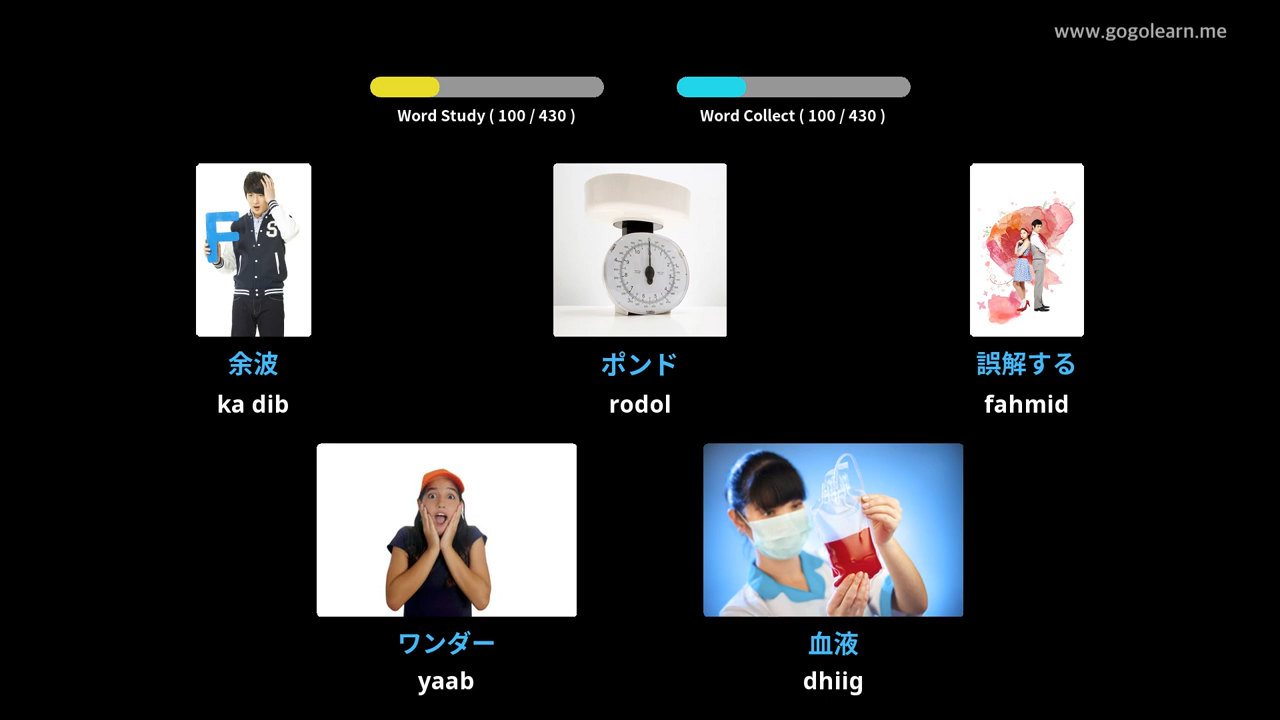 www.gogolearn.me
Word Study ( 100 / 430 )
Word Collect ( 100 / 430 )
F
S
余波
ka dib
ポンド
rodol
誤解する
fahmid
ワンダー
yaab
血液
dhiig